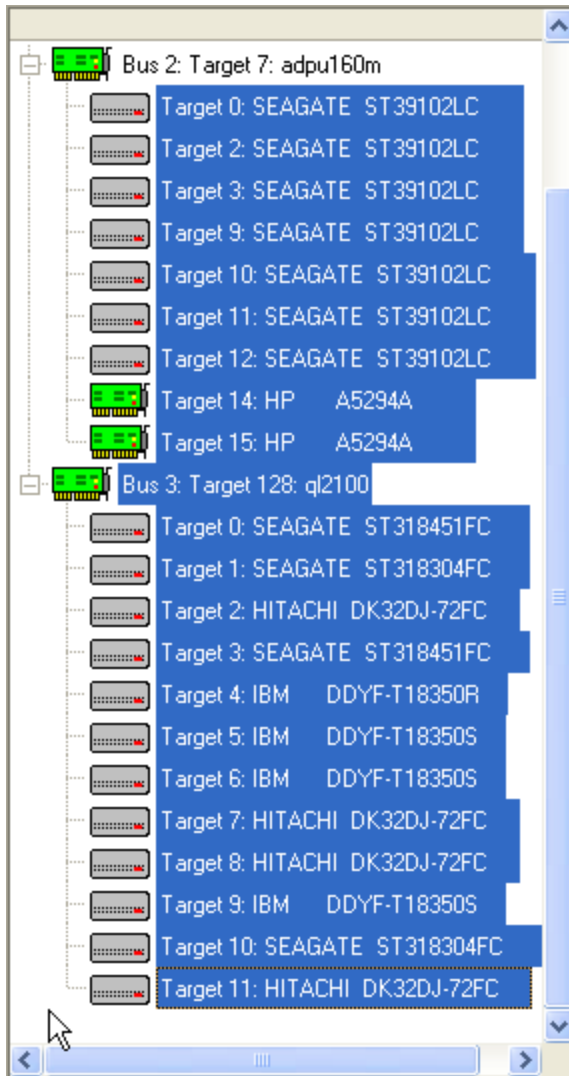 Bus 2: Target 7: adpu160m
Target 0: SEAGATE ST39102LC
Target 2: SEAGATE ST39102LC
Target 3: SEAGATE ST39102LC
Target 9: SEAGATE ST39102LC
Target 10: SEAGATE ST39102LC
Target 11: SEAGATE ST39102LC
Target 12: SEAGATE ST39102LC
Target 14: HP A5294A
Target 15: HP A5294A
Bus 3: Target 128: ql2100
Target 0: SEAGATE ST318451FC
Target 1: SEAGATE ST318304FC
Target 2: HITACHI DK32DJ-72FC
Target 3: SEAGATE ST318451FC
Target 4: IBM DDYF-T18350R
Target 5: IBM DDYF-T18350S
Target 6: IBM DDYF-T18350S
Target 7: HITACHI DK32DJ-72FC
Target 8: HITACHI DK32DJ-72FC
Target 9: IBM DDYF-T18350S
Target 10: SEAGATE ST318304FC
Target 11: HITACHI DK32DJ-72FC